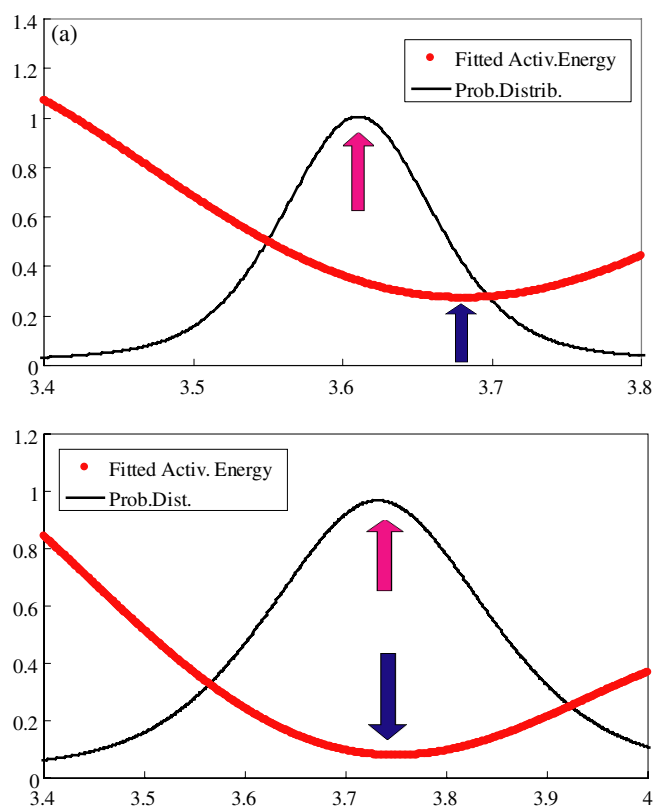 1.4
(a)
Fitted Activ.Energy
Prob.Distrib.
1.2
1
0.8
0.6
0.4
0.2
0
3.4 3.5 3.6 3.7 3.8
1.2
Fitted Activ. Energy
Prob.Dist.
1
0.8
0.6
0.4
0.2
0
3.4 3.5 3.6 3.7 3.8 3.9 4